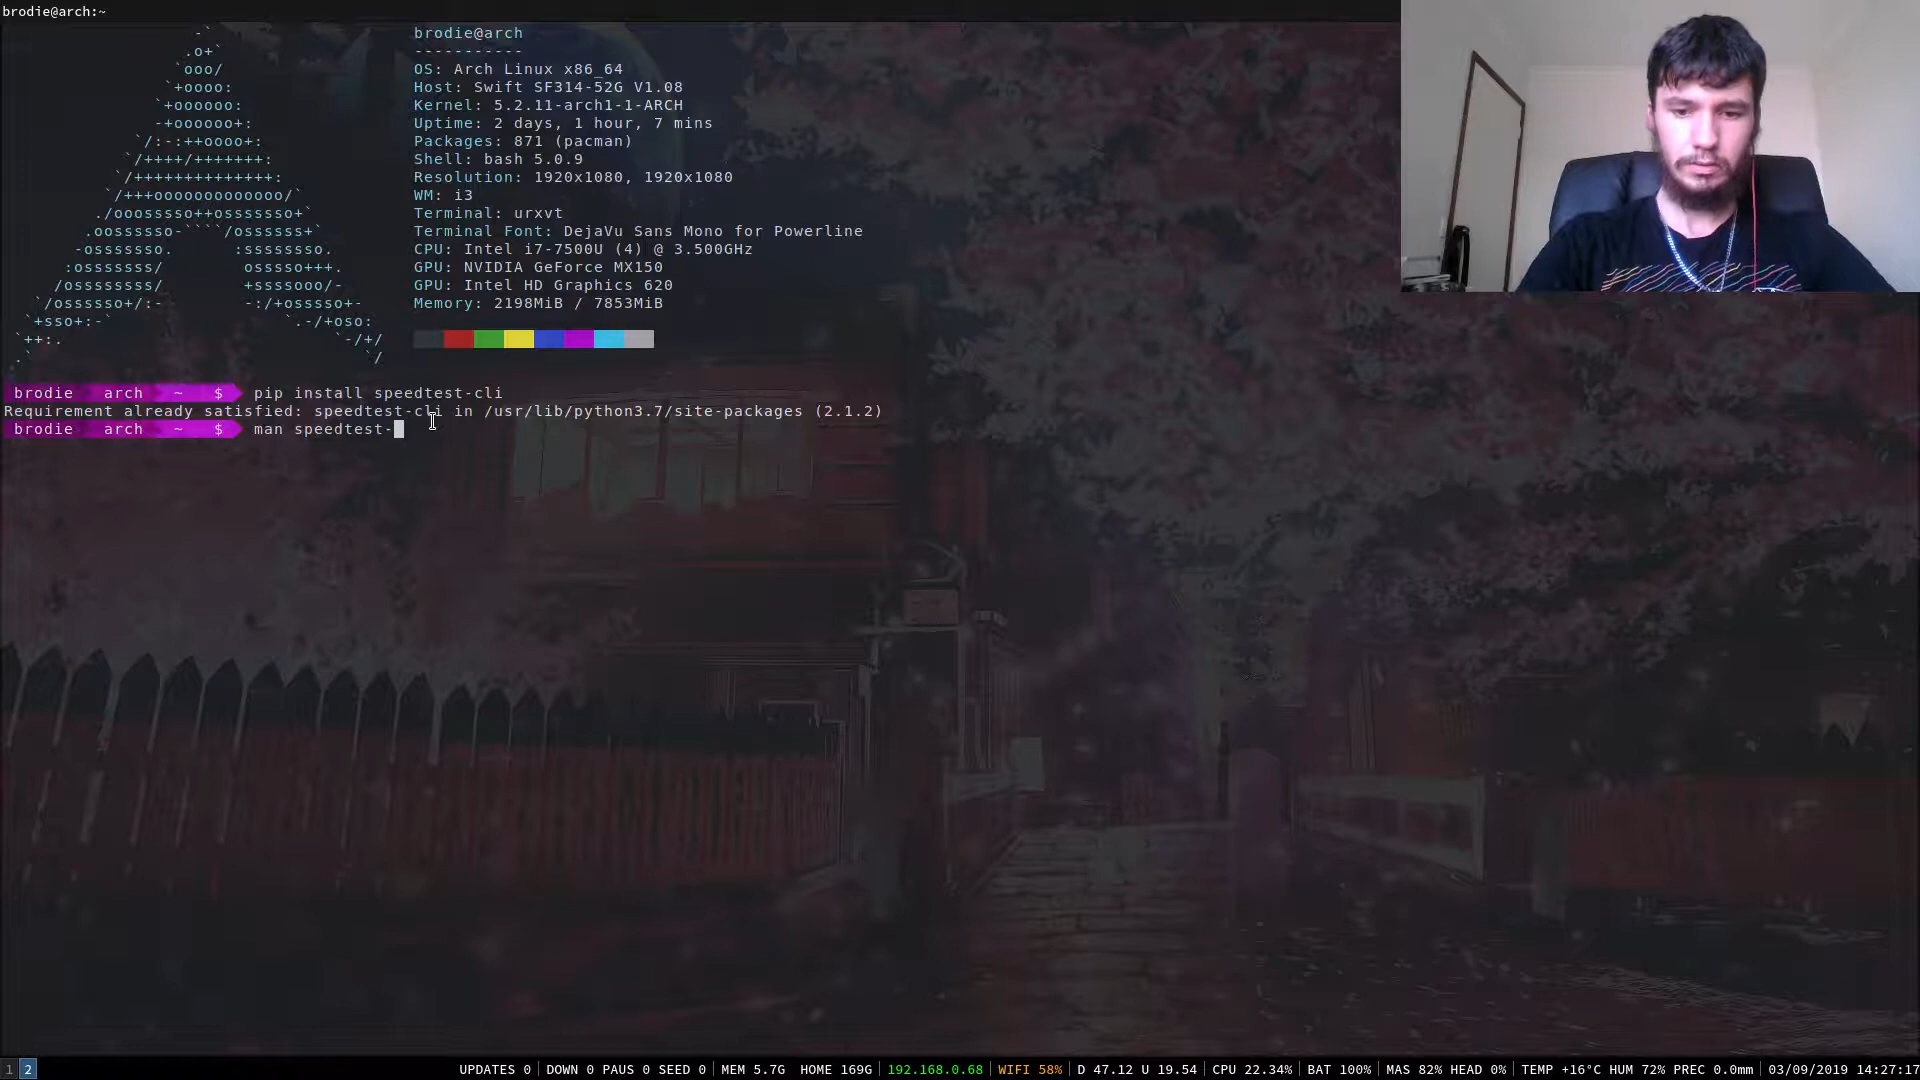 brodie@arch:~
brodie@arch
-----------
OS: Arch Linux x86_64
Host: Swift SF314-52G V1.08
Kernel: 5.2.11-arch1-1-ARCH
Uptime: 2 days, 1 hour, 7 mins
Packages: 871 (pacman)
Shell: bash 5.0.9
Resolution: 1920x1080, 1920x1080
WM: i3
Terminal: urxvt
Terminal Font: DejaVu Sans Mono for Powerline
CPU: Intel i7-7500U (4) @ 3.500GHz
GPU: NVIDIA GeForce MX150
GPU: Intel HD Graphics 620
Memory: 2198MiB / 7853MiB
brodie arch ~ $ pip install speedtest-cli
Requirement already satisfied: speedtest-cli in /usr/lib/python3.7/site-packages (2.1.2)
brodie arch ~ $ man speedtest-
1 2 UPDATES 0 DOWN 0 PAUS 0 SEED 0 MEM 5.7G HOME 169G 192.168.0.68 WIFI 58% D 47.12 U 19.54 CPU 22.34% BAT 100% MAS 82% HEAD 0% TEMP +16°C HUM 72% PREC 0.0mm 03/09/2019 14:27:17